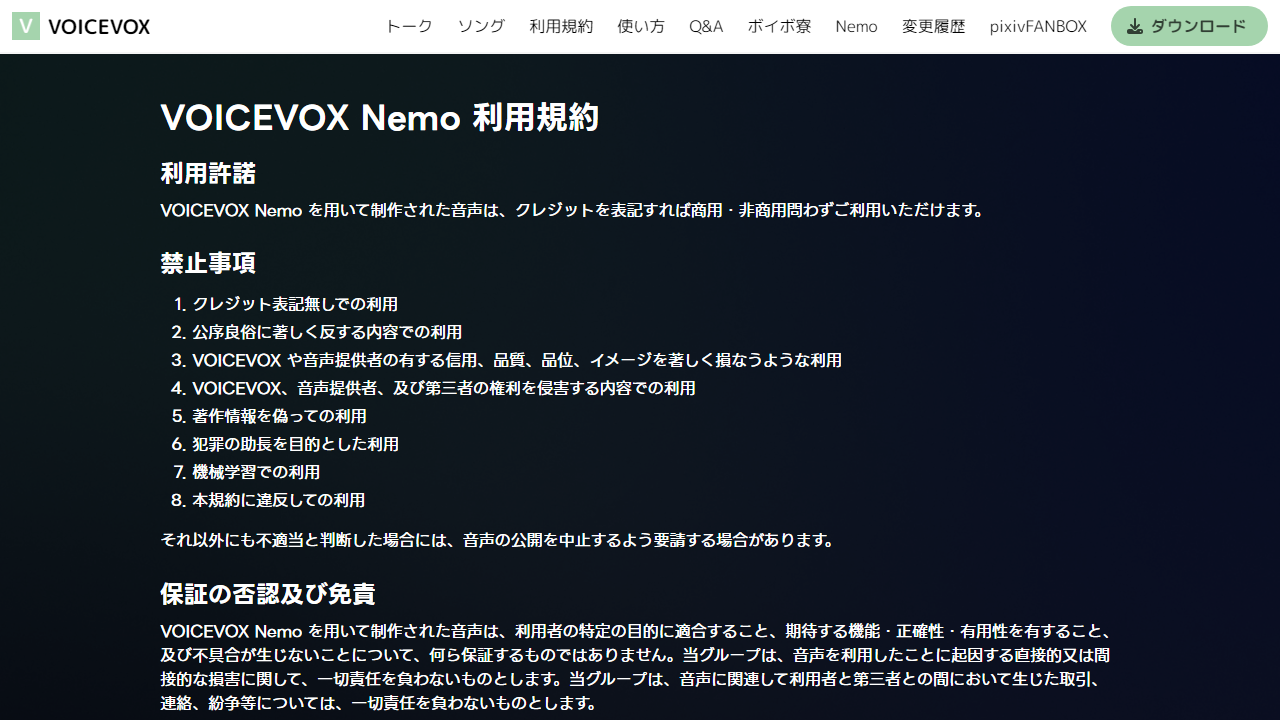 V VOICEVOX トーク ソング 利用規約 使い方 Q&A ボイボ寮 Nemo 変更履歴 pixivFANBOX ダウンロード
VOICEVOX Nemo 利用規約
利用許諾
VOICEVOX Nemo を用いて制作された音声は、クレジットを表記すれば商用・非商用問わずご利用いただけます。
禁止事項
1. クレジット表記無しでの利用
2. 公序良俗に著しく反する内容での利用
3. VOICEVOX や音声提供者の有する信用、品質、品位、イメージを著しく損なうような利用
4. VOICEVOX、音声提供者、及び第三者の権利を侵害する内容での利用
5. 著作情報を偽っての利用
6. 犯罪の助長を目的とした利用
7. 機械学習での利用
8. 本規約に違反しての利用
それ以外にも不適当と判断した場合には、音声の公開を中止するよう要請する場合があります。
保証の否認及び免責
VOICEVOX Nemo を用いて制作された音声は、利用者の特定の目的に適合すること、期待する機能・正確性・有用性を有すること、
及び不具合が生じないことについて、何ら保証するものではありません。当グループは、音声を利用したことに起因する直接的又は間
接的な損害に関して、一切責任を負わないものとします。当グループは、音声に関連して利用者と第三者との間において生じた取引、
連絡、紛争等については、一切責任を負わないものとします。